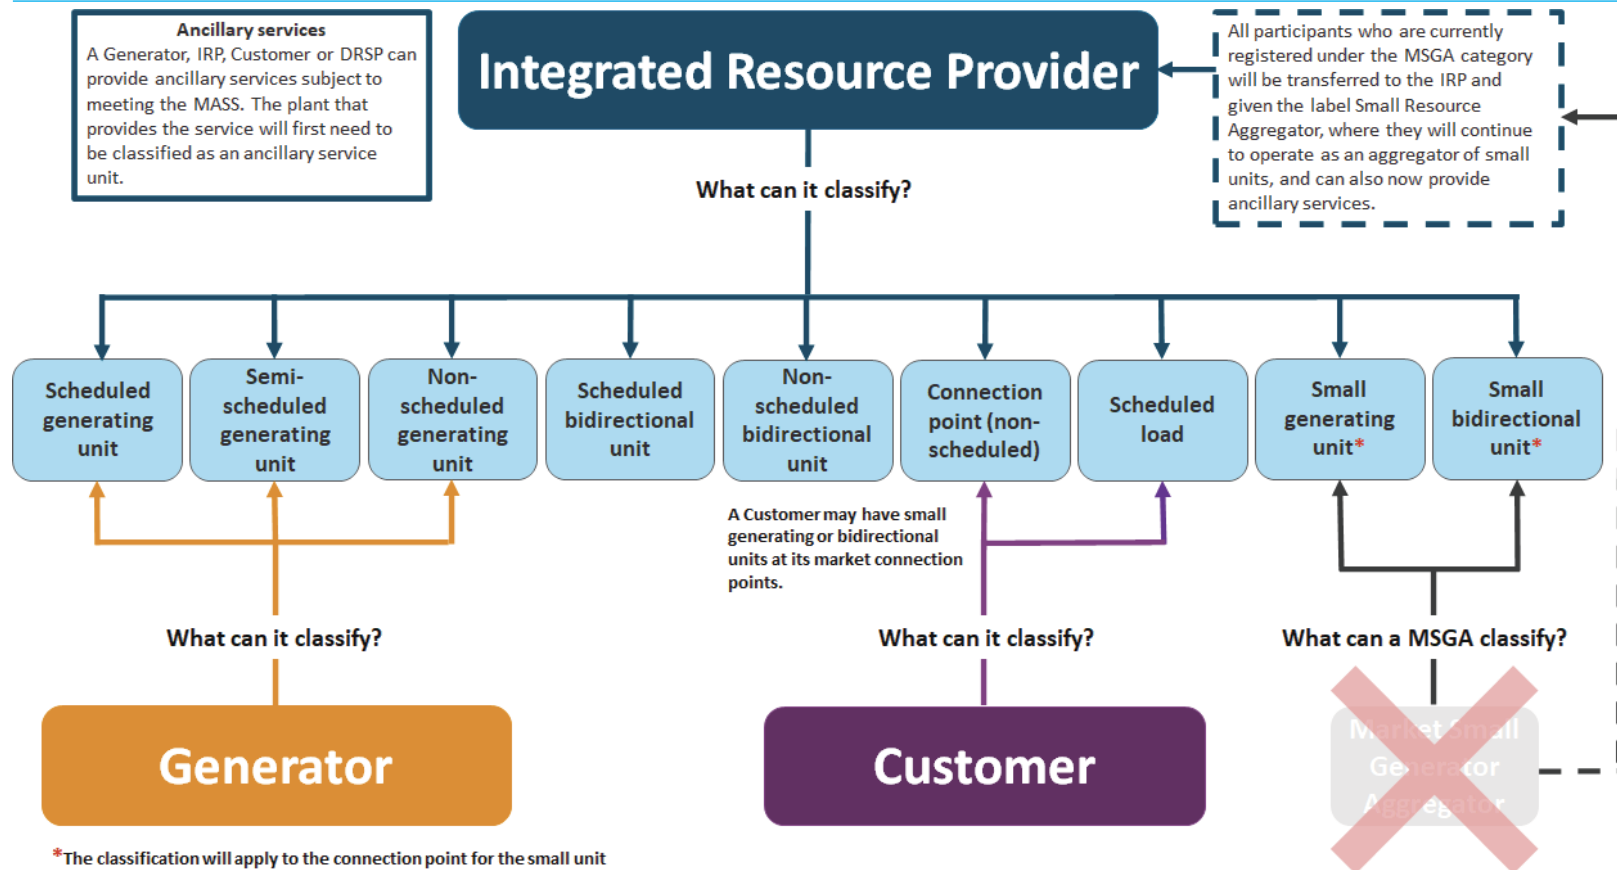 Ancillary services
A Generator, IRP, Customer or DRSP can
provide ancillary services subject to
meeting the MASS. The plant that
provides the service will first need to
be classified as an ancillary service
unit.
Integrated Resource Provider
All participants who are currently
registered under the MSGA category
will be transferred to the IRP and
given the label Small Resource
Aggregator, where they will continue
to operate as an aggregator of small
units, and can also now provide
ancillary services.
What can it classify?
Scheduled
generating
unit
Semi-
scheduled
generating
unit
Non-
scheduled
generating
unit
Scheduled
bidirectional
unit
Non-
scheduled
bidirectional
unit
Connection
point (non-
scheduled)
Scheduled
load
Small
generating
unit*
Small
bidirectional
unit*
A Customer may have small
generating or bidirectional
units at its market connection
points.
What can it classify?
What can it classify?
What can a MSGA classify?
Generator
Customer
Market Small
Generator
Aggregator
*The classification will apply to the connection point for the small unit